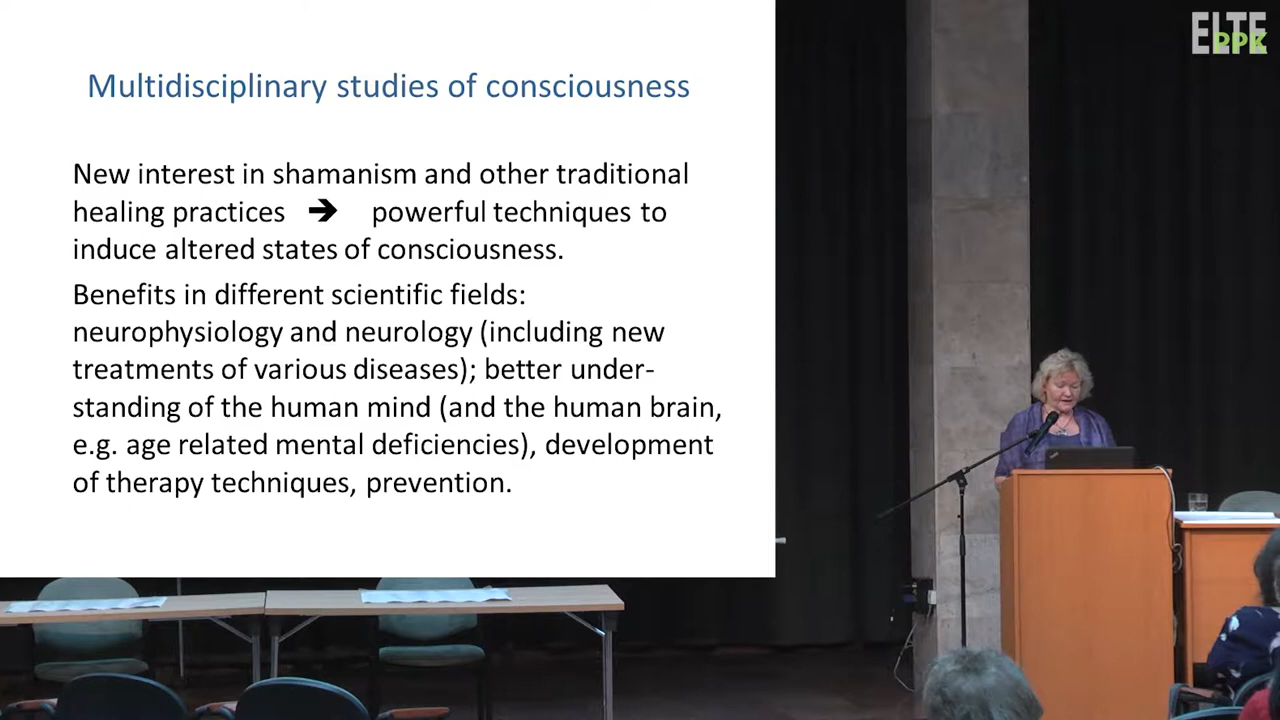 Multidisciplinary studies of consciousness
New interest in shamanism and other traditional
healing practices ➔ powerful techniques to
induce altered states of consciousness.
Benefits in different scientific fields:
neurophysiology and neurology (including new
treatments of various diseases); better under-
standing of the human mind (and the human brain,
e.g. age related mental deficiencies), development
of therapy techniques, prevention.
ELTE
PPK